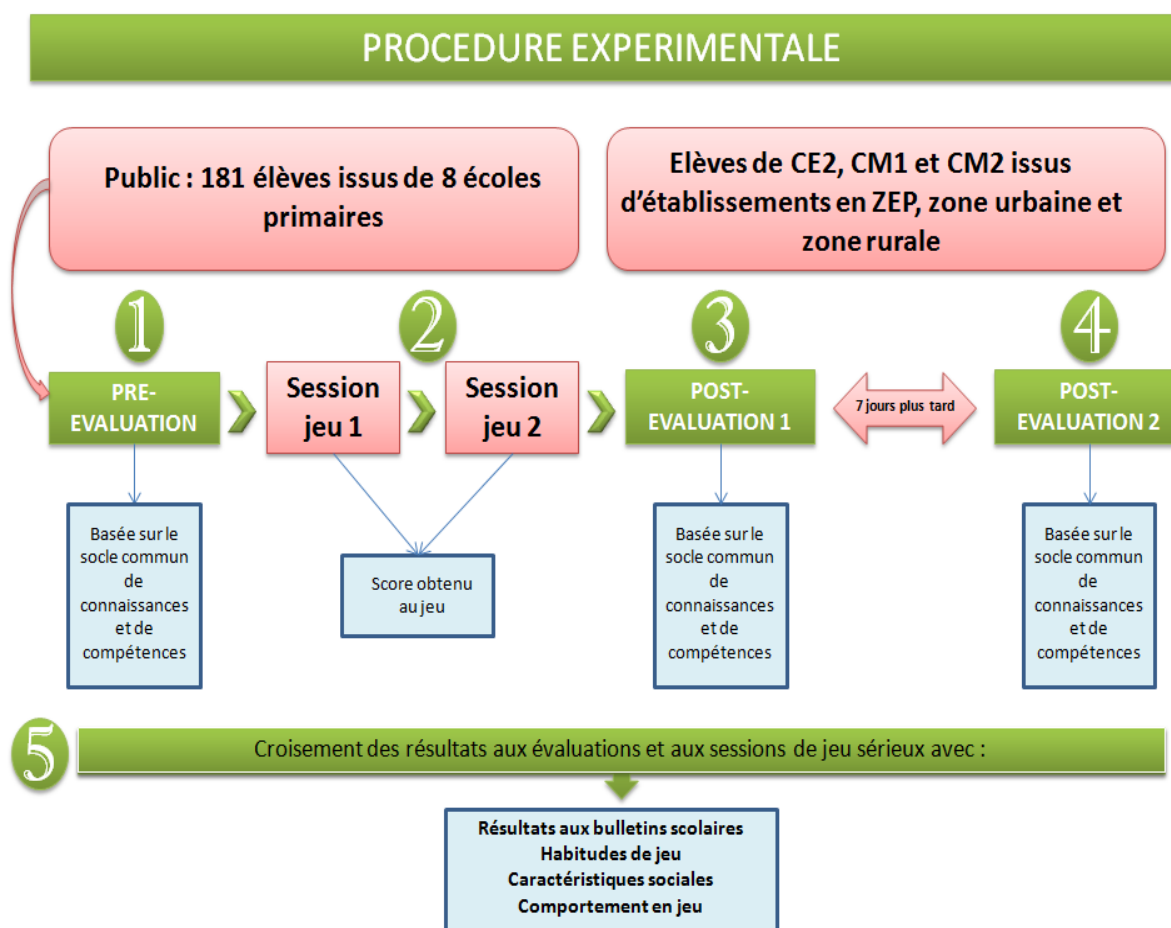 PROCEDURE EXPERIMENTALE
Public : 181 élèves issus de 8 écoles
primaires
Elèves de CE2, CM1 et CM2 issus
d'établissements en ZEP, zone urbaine et
zone rurale
1
2
3
4
PRE-
EVALUATION
Session
jeu 1
Session
jeu 2
POST-
EVALUATION 1
7 jours plus tard
POST-
EVALUATION 2
Basée sur le
socle commun
de
connaissances
et de
compétences
Score obtenu
au jeu
Basée sur le
socle commun
de
connaissances
et de
compétences
Basée sur le
socle commun
de
connaissances
et de
compétences
5
Croisement des résultats aux évaluations et aux sessions de jeu sérieux avec :
Résultats aux bulletins scolaires
Habitudes de jeu
Caractéristiques sociales
Comportement en jeu